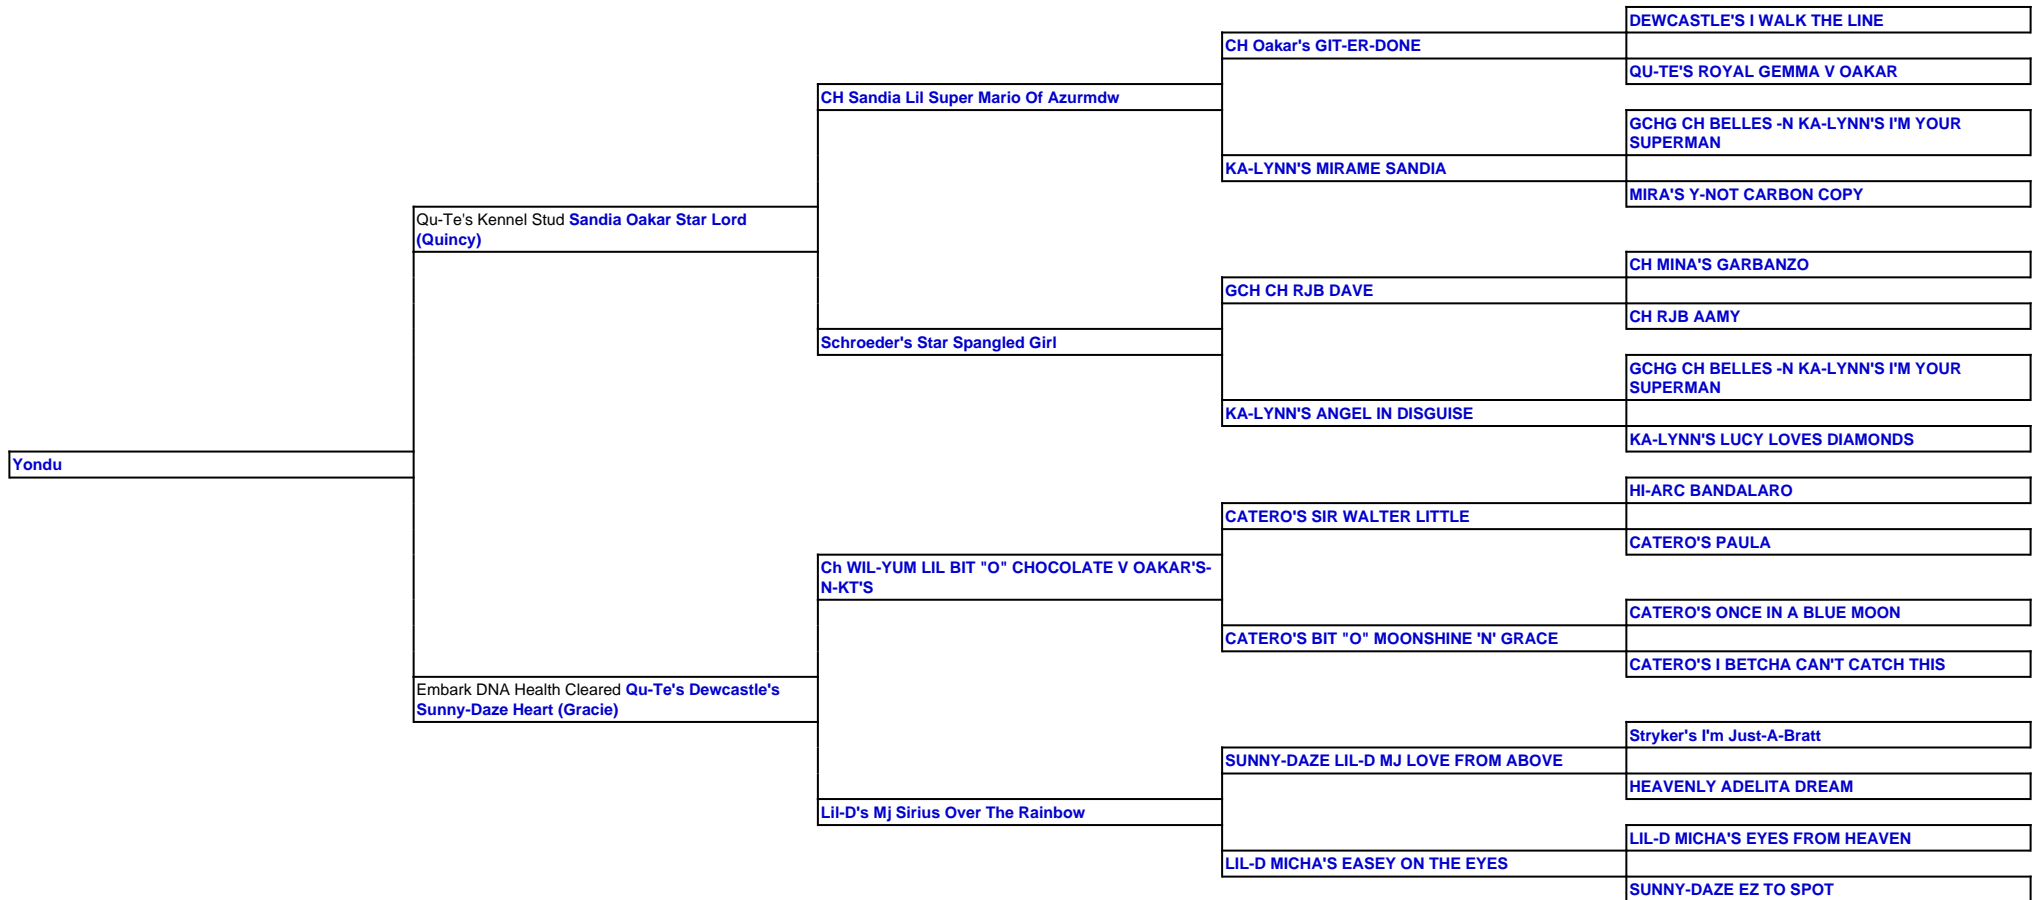 DEWCASTLE'S I WALK THE LINE
CH Oakar's GIT-ER-DONE
QU-TE'S ROYAL GEMMA V OAKAR
CH Sandia Lil Super Mario Of Azurmdw
GCHG CH BELLES -N KA-LYNN'S I'M YOUR
SUPERMAN
KA-LYNN'S MIRAME SANDIA
MIRA'S Y-NOT CARBON COPY
Qu-Te's Kennel Stud Sandia Oakar Star Lord
(Quincy)
CH MINA'S GARBANZO
GCH CH RJB DAVE
CH RJB AAMY
Schroeder's Star Spangled Girl
GCHG CH BELLES -N KA-LYNN'S I'M YOUR
SUPERMAN
KA-LYNN'S ANGEL IN DISGUISE
KA-LYNN'S LUCY LOVES DIAMONDS
Yondu
HI-ARC BANDALARO
CATERO'S SIR WALTER LITTLE
CATERO'S PAULA
Ch WIL-YUM LIL BIT "O" CHOCOLATE V OAKAR'S-
N-KT'S
CATERO'S ONCE IN A BLUE MOON
CATERO'S BIT "O" MOONSHINE 'N' GRACE
CATERO'S I BETCHA CAN'T CATCH THIS
Embark DNA Health Cleared Qu-Te's Dewcastle's
Sunny-Daze Heart (Gracie)
Stryker's I'm Just-A-Bratt
SUNNY-DAZE LIL-D MJ LOVE FROM ABOVE
HEAVENLY ADELITA DREAM
Lil-D's Mj Sirius Over The Rainbow
LIL-D MICHA'S EYES FROM HEAVEN
LIL-D MICHA'S EASEY ON THE EYES
SUNNY-DAZE EZ TO SPOT